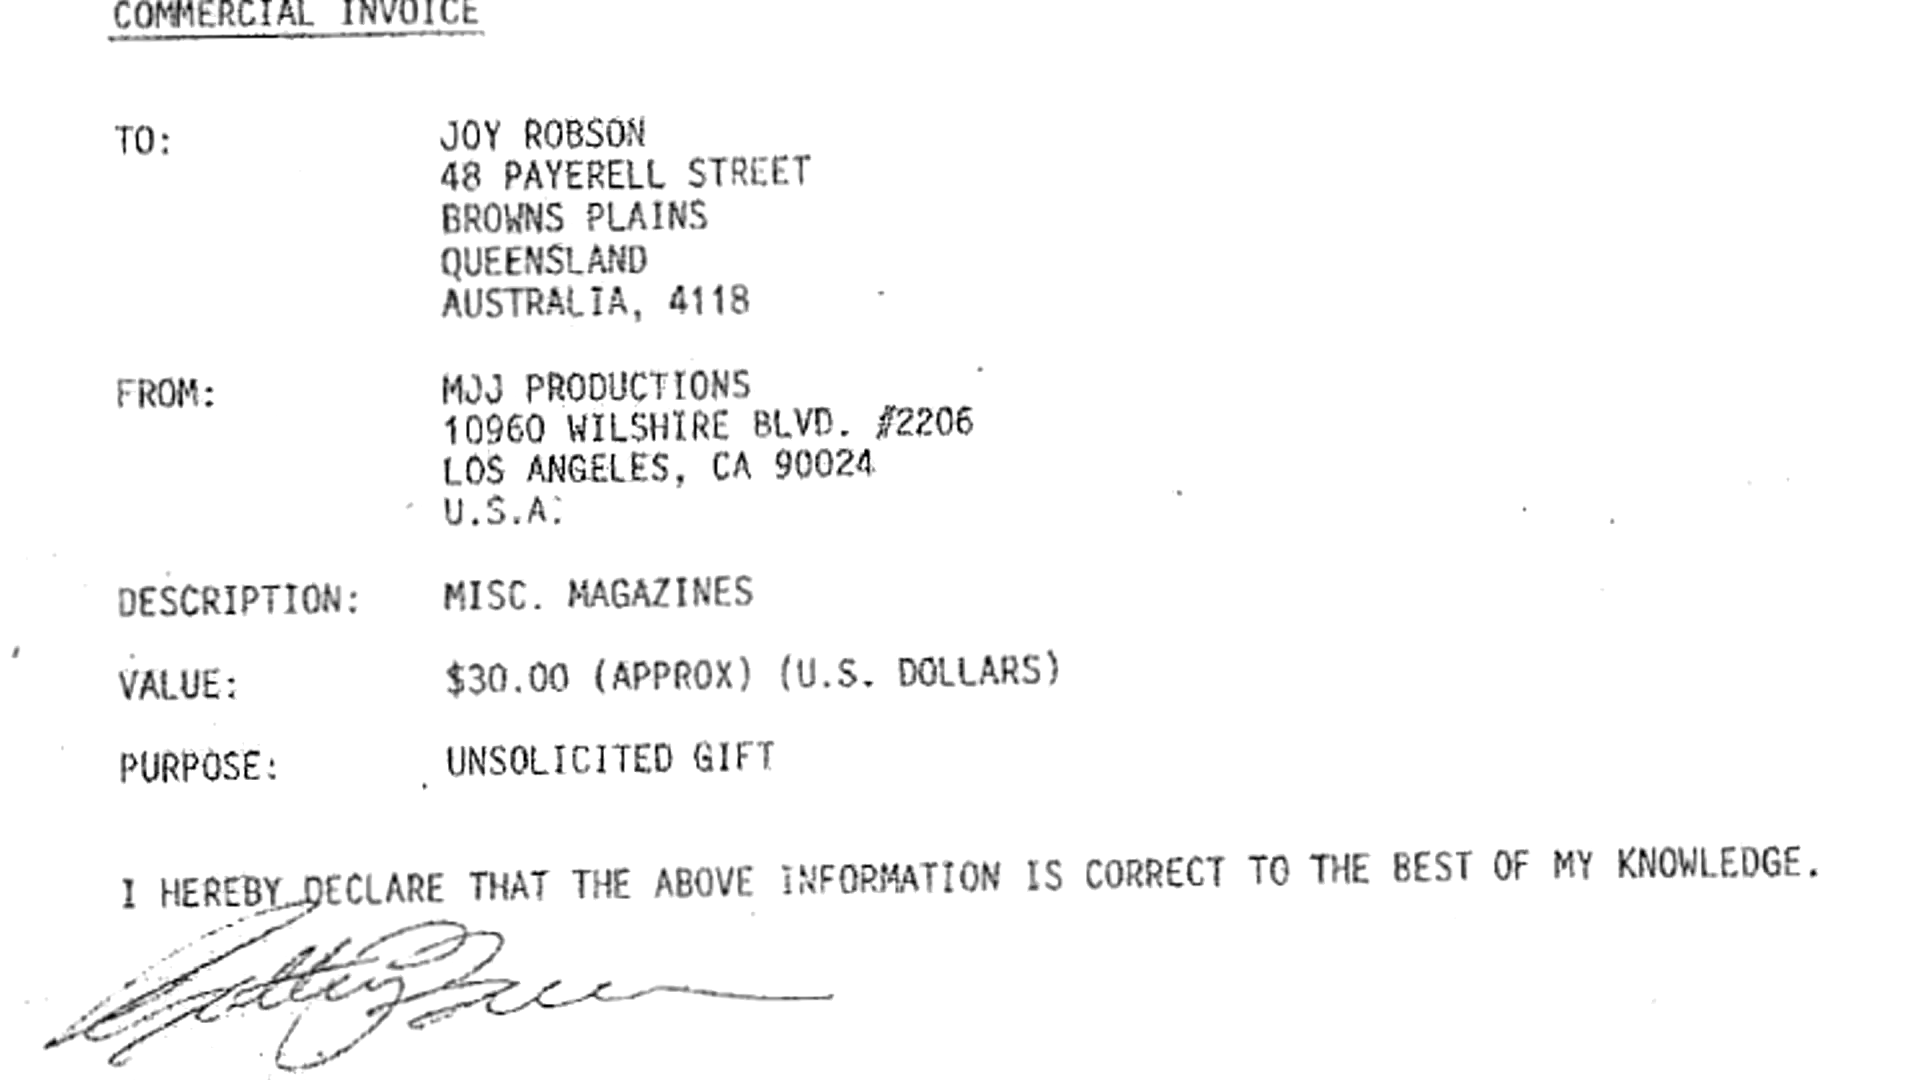 COMMERCIAL INVOICE
TO: JOY ROBSON
48 PAYERELL STREET
BROWNS PLAINS
QUEENSLAND
AUSTRALIA, 4118
FROM: MJJ PRODUCTIONS
10960 WILSHIRE BLVD. #2206
LOS ANGELES, CA 90024
U.S.A.
DESCRIPTION: MISC. MAGAZINES
VALUE: $30.00 (APPROX) (U.S. DOLLARS)
PURPOSE: UNSOLICITED GIFT
I HEREBY DECLARE THAT THE ABOVE INFORMATION IS CORRECT TO THE BEST OF MY KNOWLEDGE.